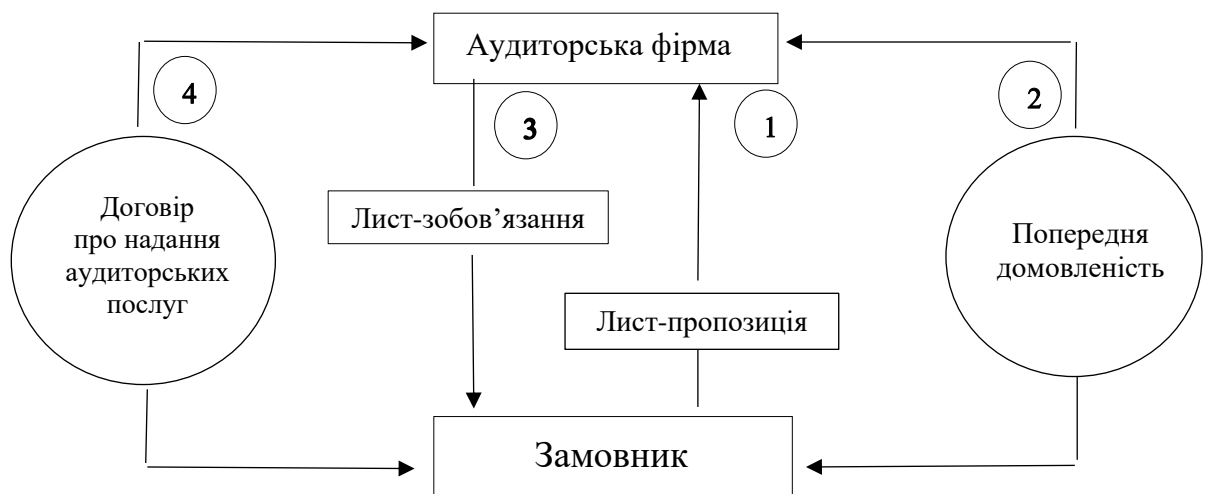 Аудиторська фірма
4
3
1
2
Договір
про надання
аудиторських
послуг
Лист-зобов’язання
Попередня
домовленість
Лист-пропозиція
Замовник